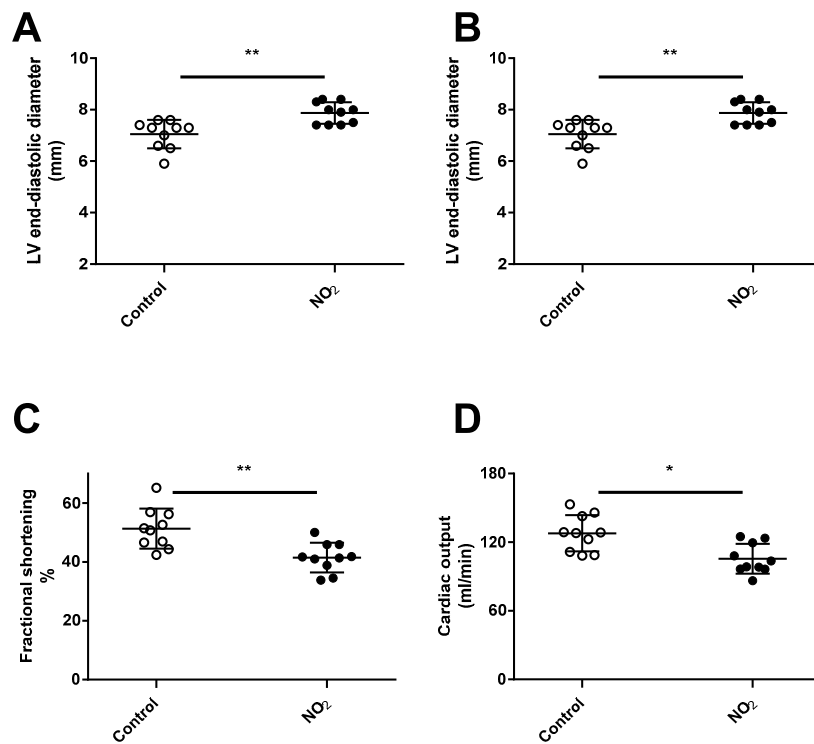 A
LV end-diastolic diameter
(mm)
10
8
6
4
2
**
Control
NO₂
B
LV end-diastolic diameter
(mm)
10
8
6
4
2
**
Control
NO₂
C
Fractional shortening
%
60
40
20
0
**
Control
NO₂
D
Cardiac output
(ml/min)
180
120
60
0
*
Control
NO₂